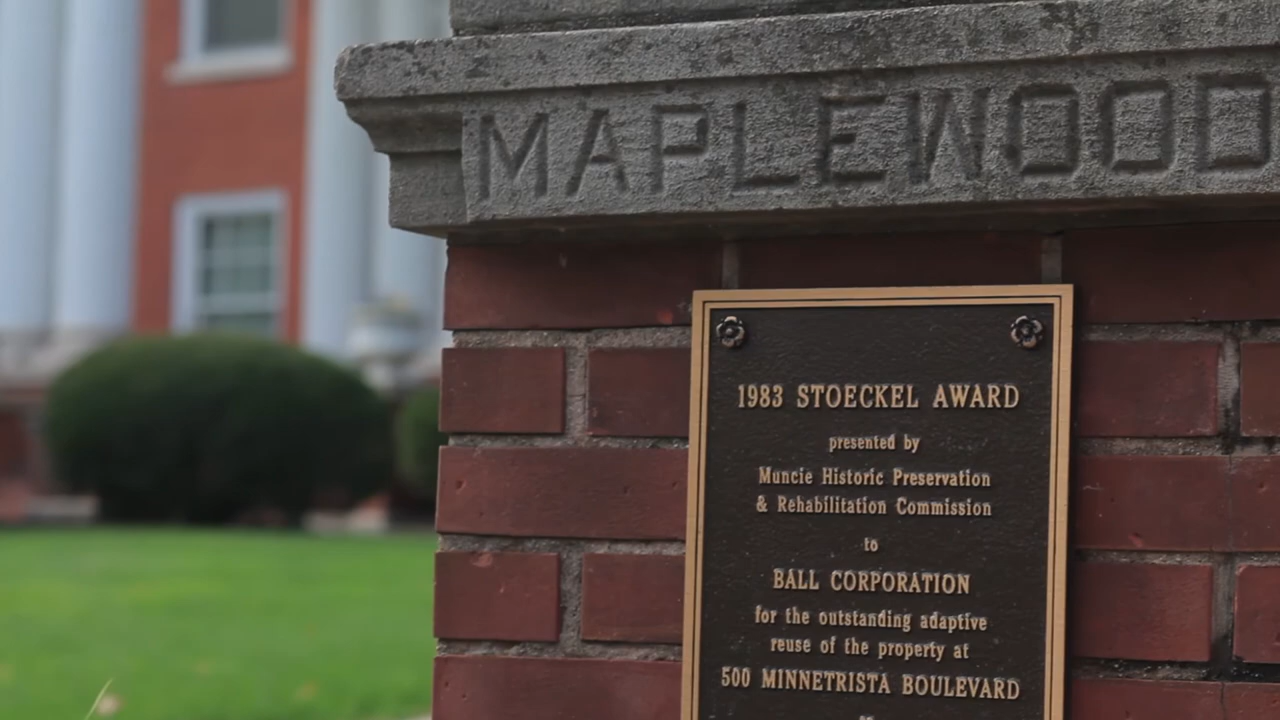 MAPLEWOOD
1983 STOECKEL AWARD
presented by
Muncie Historic Preservation
& Rehabilitation Commission
to
BALL CORPORATION
for the outstanding adaptive
reuse of the property at
500 MINNETRISTA BOULEVARD